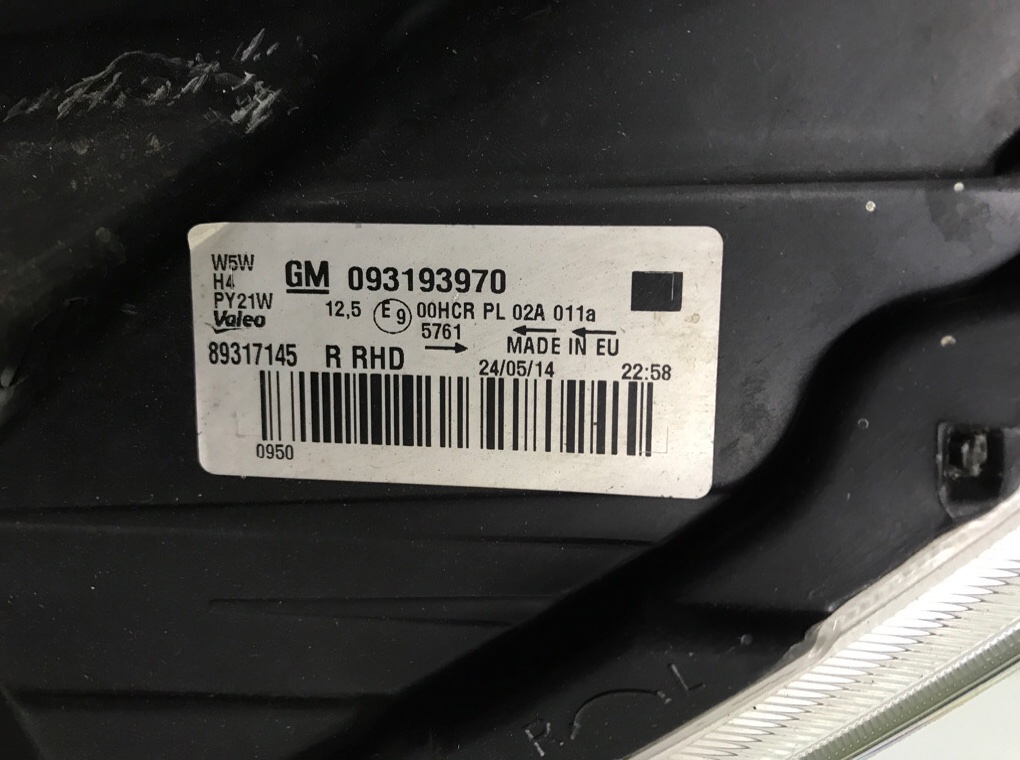 W5W
H4
PY21W
Valeo
GM 093193970
12,5 E9 00HCR PL 02A 011a
5761
MADE IN EU
89317145 R RHD 24/05/14 22:58
0950
R L